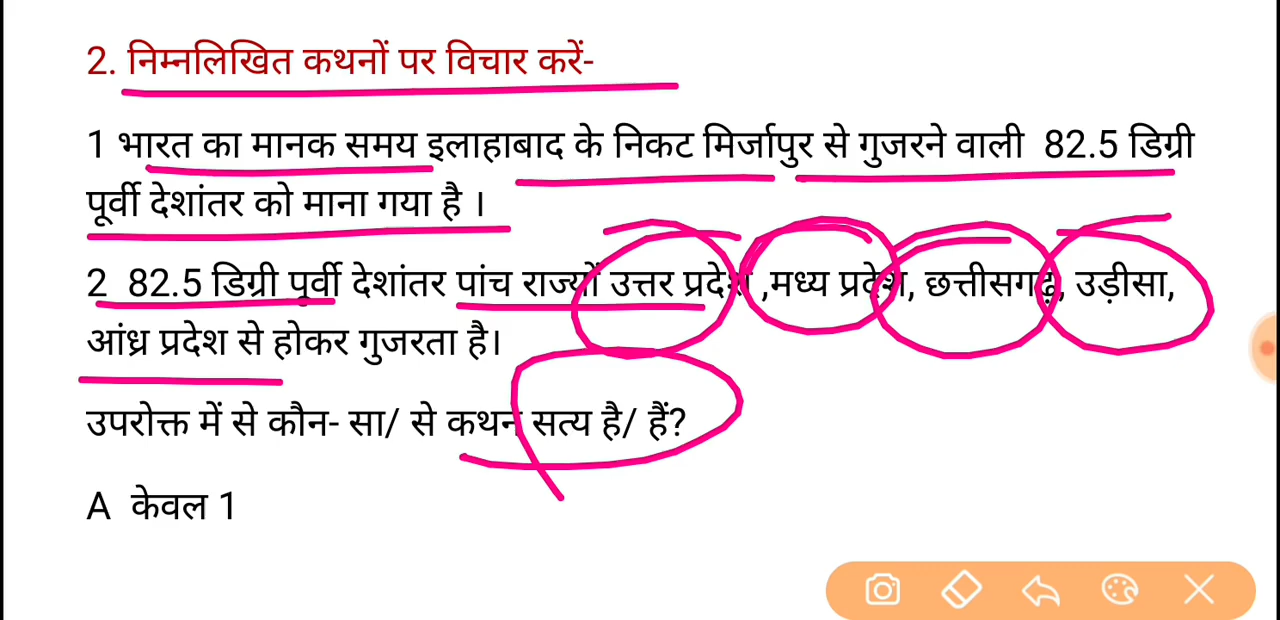 2. निम्नलिखित कथनों पर विचार करें-
1 भारत का मानक समय इलाहाबाद के निकट मिर्जापुर से गुजरने वाली 82.5 डिग्री
पूर्वी देशांतर को माना गया है ।
2 82.5 डिग्री पूर्वी देशांतर पांच राज्यों उत्तर प्रदेश ,मध्य प्रदेश, छत्तीसगढ़, उड़ीसा,
आंध्र प्रदेश से होकर गुजरता है।
उपरोक्त में से कौन- सा/ से कथन सत्य है/ हैं?
A केवल 1